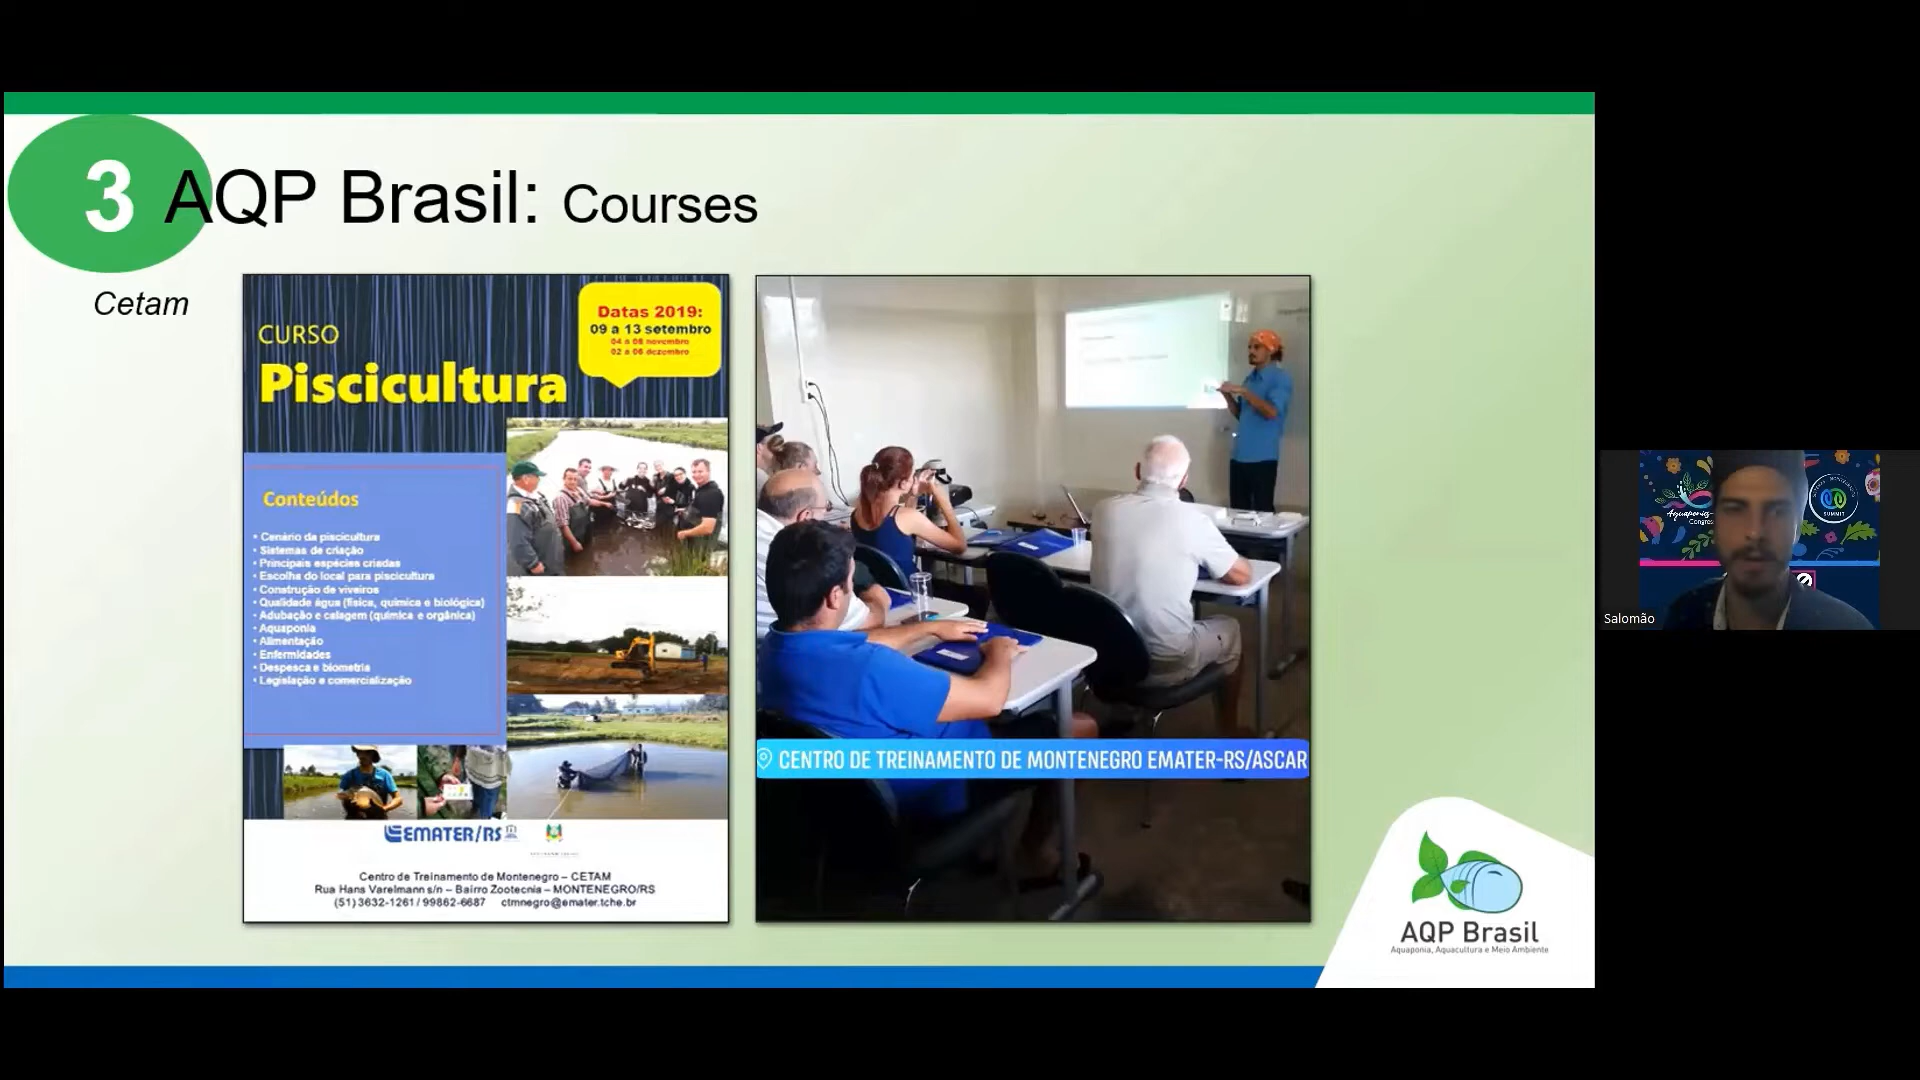 3 AQP Brasil: Courses
Cetam
Datas 2019:
09 a 13 setembro
04 a 08 novembro
02 a 06 dezembro
CURSO
Piscicultura
Conteúdos
• Cenário da piscicultura
• Sistemas de criação
• Principais espécies criadas
• Escolha do local para piscicultura
• Construção de viveiros
• Qualidade água (física, química e biológica)
• Adubação e calagem (química e orgânica)
• Aquaponia
• Alimentação
• Enfermidades
• Despesca e biometria
• Legislação e comercialização
EMATER/RS
Centro de Treinamento de Montenegro – CETAM
Rua Hans Varelmann s/n – Bairro Zootecnia – MONTENEGRO/RS
(51) 3632-1261 / 99862-6687 ctmnegro@emater.tche.br
CENTRO DE TREINAMENTO DE MONTENEGRO EMATER-RS/ASCAR
AQP Brasil
Aquaponia, Aquacultura e Meio Ambiente
Aquaponia
Congres
SUMMIT
Salomão